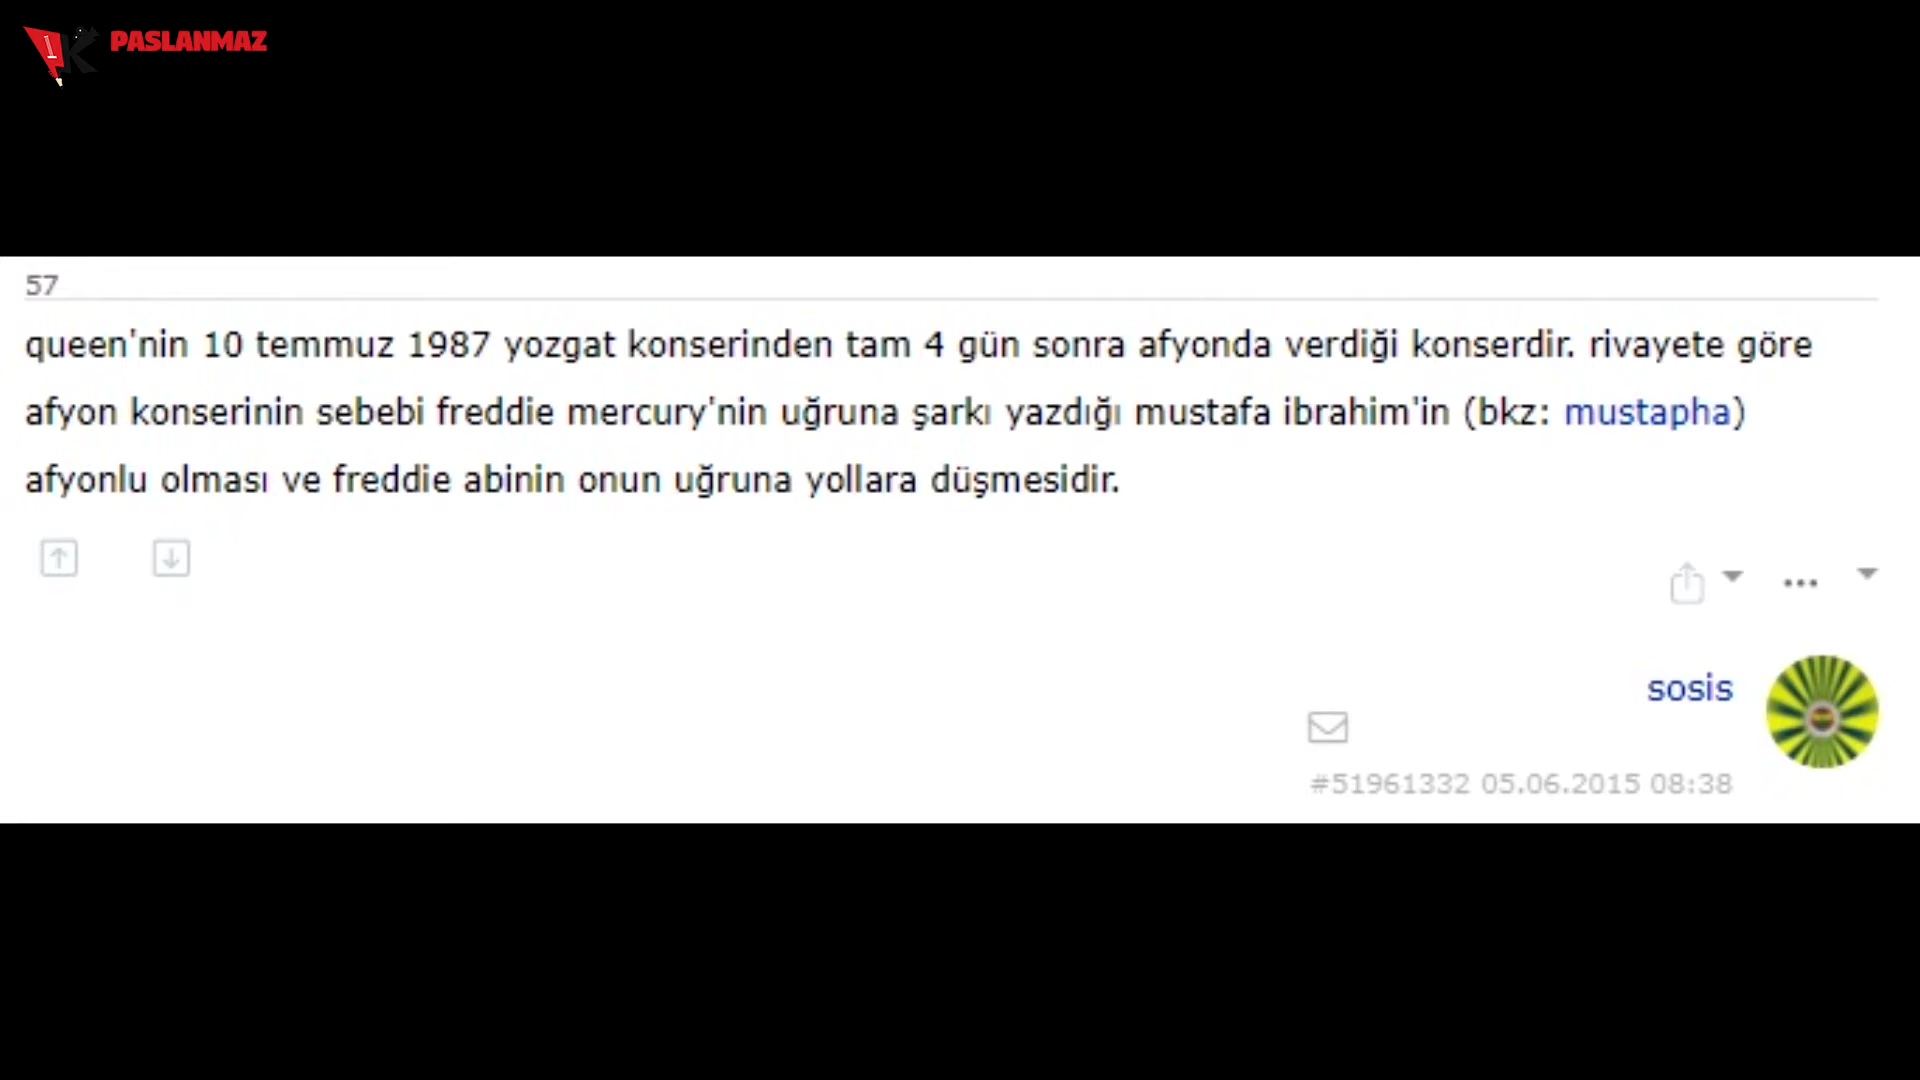 PASLANMAZ
57
queen'nin 10 temmuz 1987 yozgat konserinden tam 4 gün sonra afyonda verdiği konserdir. rivayete göre
afyon konserinin sebebi freddie mercury'nin uğruna şarkı yazdığı mustafa ibrahim'in (bkz: mustapha)
afyonlu olması ve freddie abinin onun uğruna yollara düşmesidir.
sosis
#51961332 05.06.2015 08:38